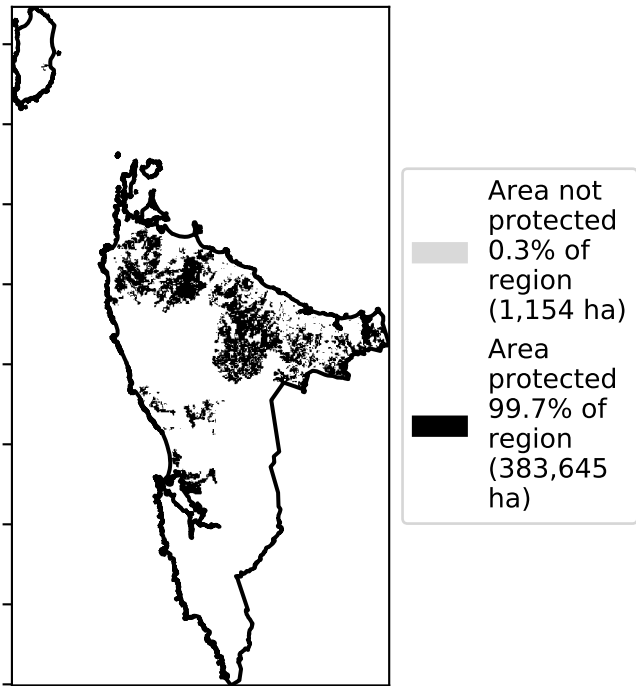 Area not
protected
0.3% of
region
(1,154 ha)
Area
protected
99.7% of
region
(383,645
ha)